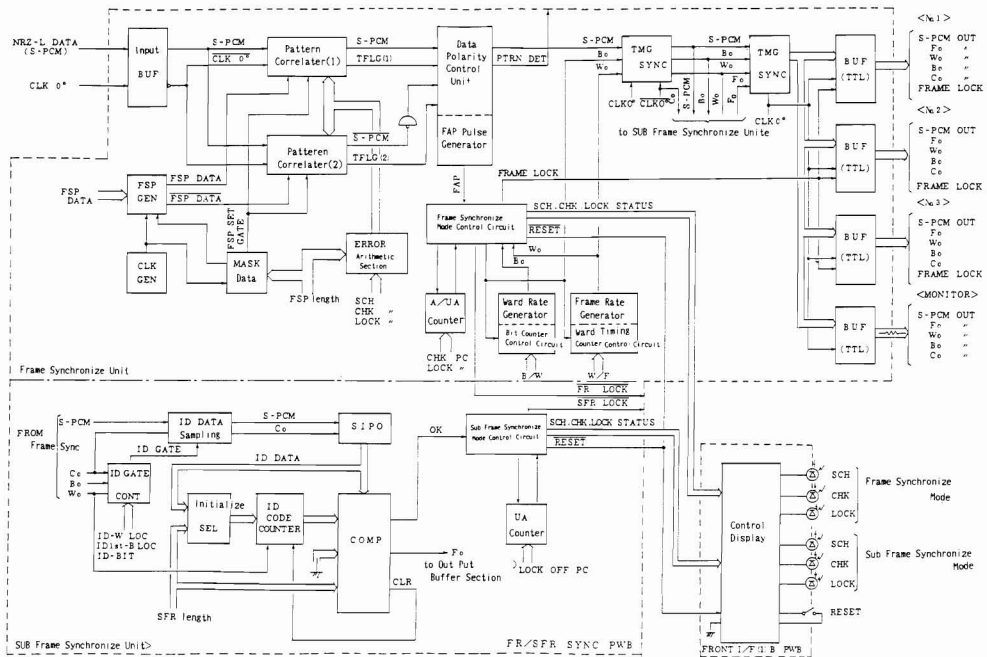 NRZ-L DATA
(S-PCM)
CLK 0°
Input
BUF
S-PCM
CLK 0°
Pattern
Correlater(1)
S-PCM
TFLG(1)
Data
Polarity
Control
Unit
FAP Pulse
Generator
PTRN DET
S-PCM
Bo
Wo
TMG
SYNC
S-PCM
Bo
Wo
Fo
TMG
SYNC
CLK0°
CLK0°
Co
S-PCM
Bo
Wo
Fo
CLK0°
to SUB Frame Synchronize Unite
BUF
(TTL)
<No.1>
S-PCM OUT
Fo 〃
Wo 〃
Bo 〃
Co 〃
FRAME LOCK
Patteren
Correlater(2)
S-PCM
TFLG(2)
FSP
DATA
FSP
GEN
FSP DATA
FSP DATA
FSP SET
GATE
CLK
GEN
MASK
Data
FSP length
ERROR
Arithmetic
Section
SCH
CHK
LOCK 〃
FAP
FRAME LOCK
Frame Synchronize
Mode Control Circuit
SCH.CHK.LOCK STATUS
RESET
Wo
Bo
A/UA
Counter
CHK PC
LOCK 〃
Ward Rate
Generator
Bit Counter
Control Circuit
B/W
Frame Rate
Generator
Ward Timing
Counter Control Circuit
W/F
BUF
(TTL)
<No.2>
S-PCM OUT
Fo
Wo
Bo
Co
FRAME LOCK
BUF
(TTL)
<No.3>
S-PCM OUT
Fo
Wo
Bo
Co
FRAME LOCK
BUF
(TTL)
<MONITOR>
S-PCM OUT
Fo 〃
Wo 〃
Bo 〃
Co 〃
Frame Synchronize Unit
FR LOCK
SFR LOCK
FROM
Frame Sync
S-PCM
Co
Bo
Wo
ID DATA
Sampling
ID GATE
S-PCM
Co
SIPO
ID DATA
ID GATE
CONT
ID-W LOC
ID1st-B LOC
ID-BIT
Initialize
SEL
ID
CODE
COUNTER
COMP
OK
Fo
to Out Put
Buffer Section
CLR
SFR length
Sub Frame Synchronize
Mode Control Circuit
SCH.CHK.LOCK STATUS
RESET
UA
Counter
LOCK OFF PC
Control
Display
SCH
CHK
LOCK
Frame Synchronize
Mode
SCH
CHK
LOCK
Sub Frame Synchronize
Mode
RESET
SUB Frame Synchronize Unit>
FR/SFR SYNC PWB
FRONT I/F(1) B PWB